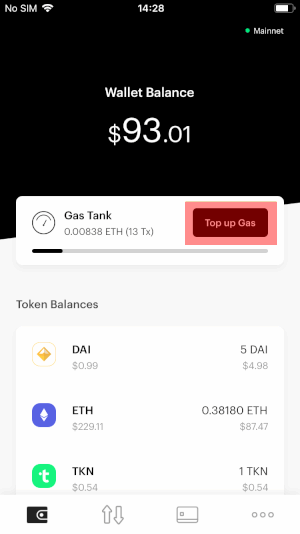 No SIM 14:28
Mainnet
Wallet Balance
$93.01
Gas Tank
0.00838 ETH (13 Tx)
Top up Gas
Token Balances
DAI 5 DAI
$0.99 $4.98
ETH 0.38180 ETH
$229.11 $87.47
TKN 1 TKN
$0.54 $0.54